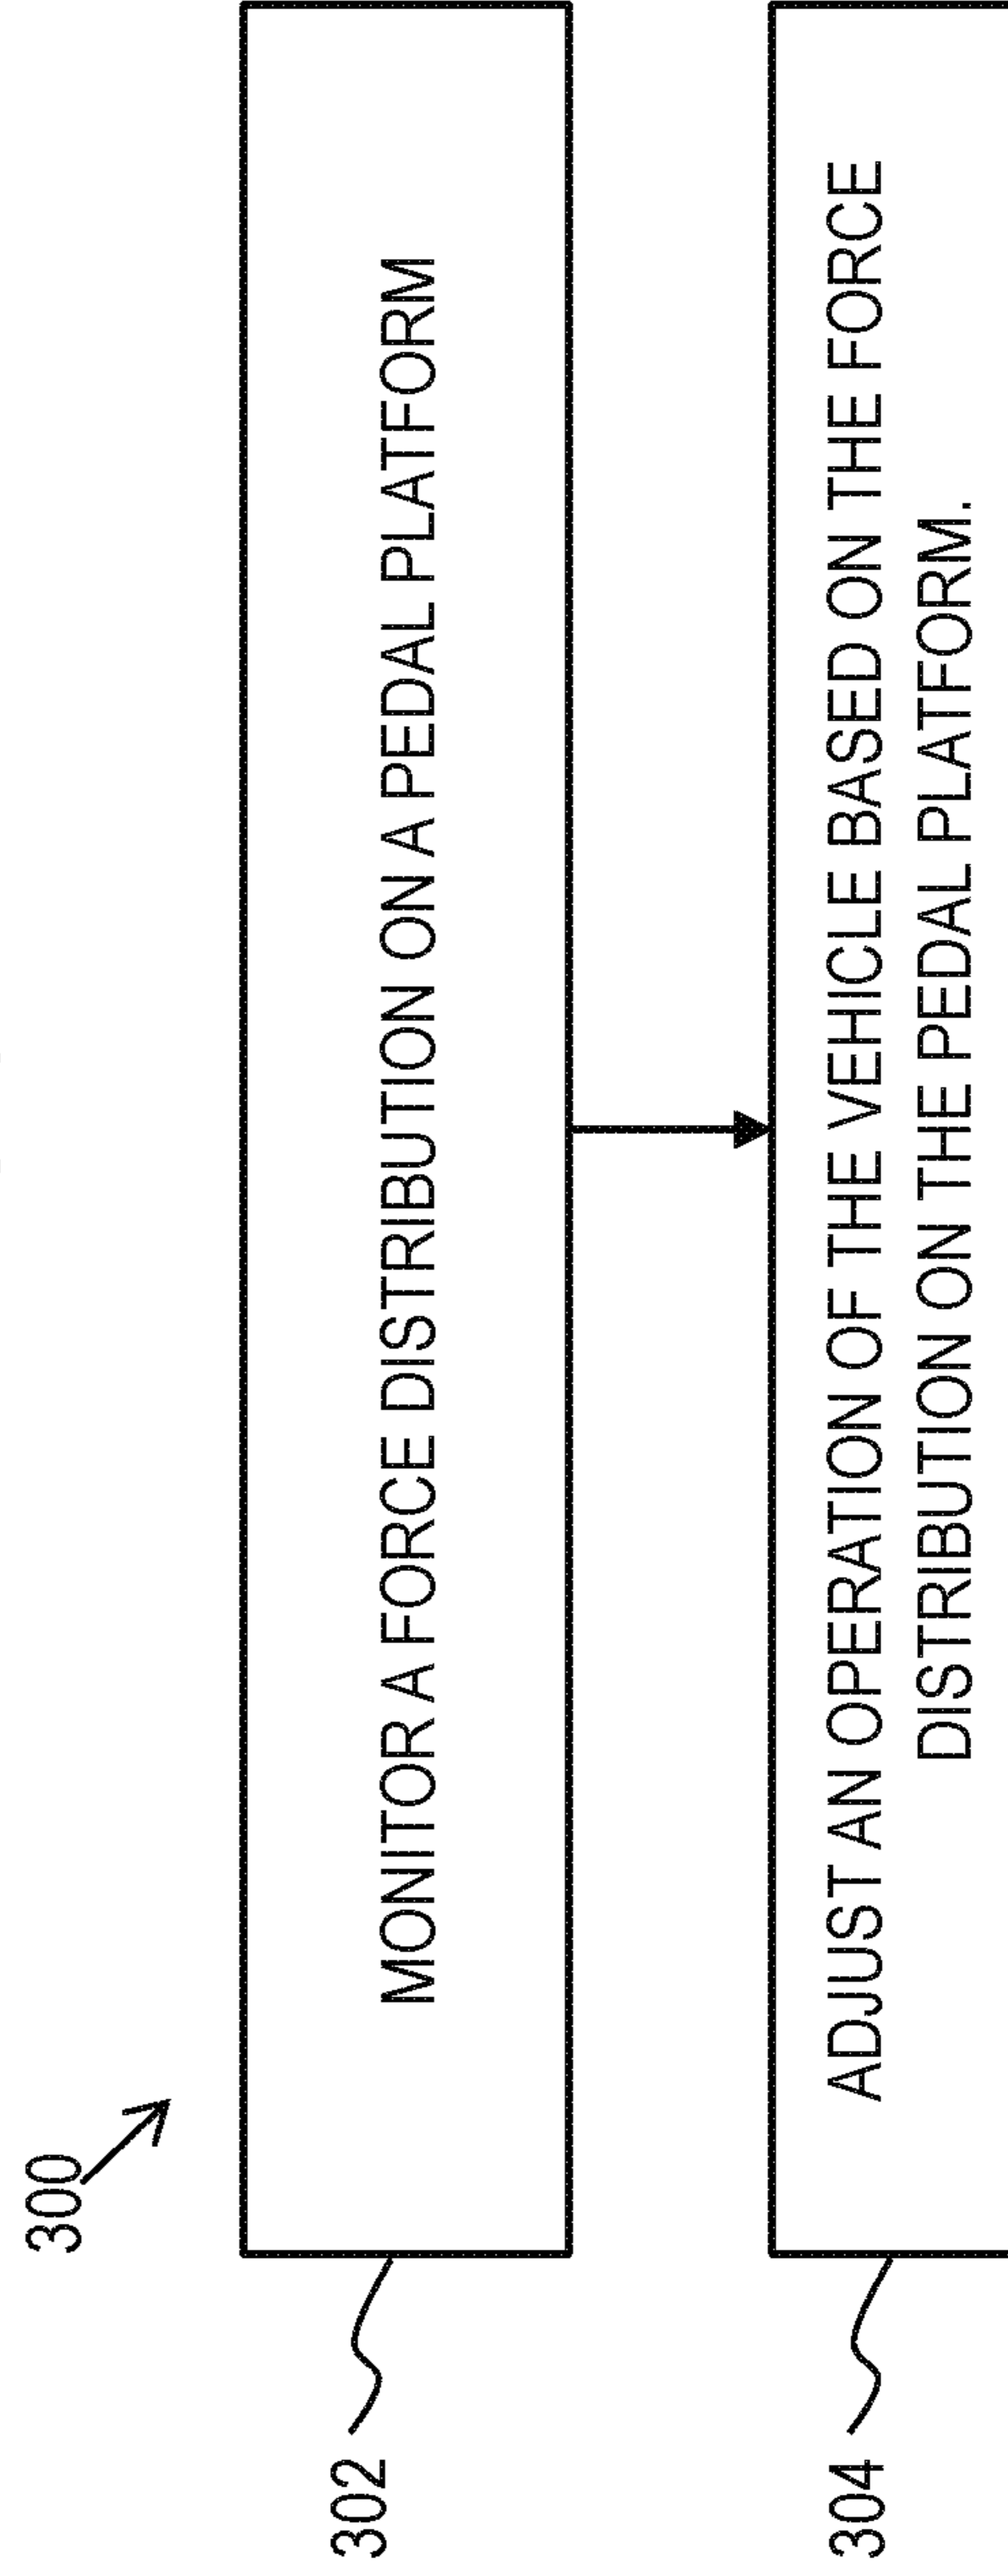 300
302
MONITOR A FORCE DISTRIBUTION ON A PEDAL PLATFORM
304
ADJUST AN OPERATION OF THE VEHICLE BASED ON THE FORCE
DISTRIBUTION ON THE PEDAL PLATFORM.